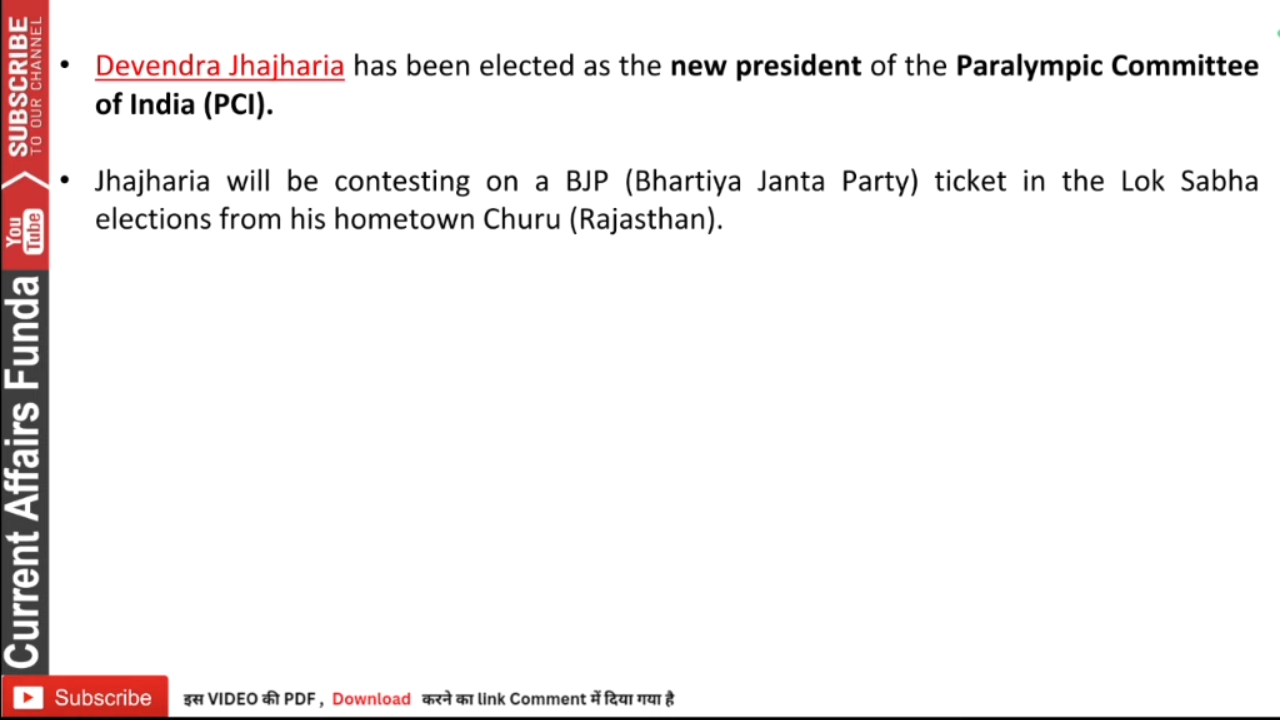 • Devendra Jhajharia has been elected as the new president of the Paralympic Committee
of India (PCI).
• Jhajharia will be contesting on a BJP (Bhartiya Janta Party) ticket in the Lok Sabha
elections from his hometown Churu (Rajasthan).
SUBSCRIBE
TO OUR CHANNEL
You
Tube
Current Affairs Funda
Subscribe
इस VIDEO की PDF , Download करने का link Comment में दिया गया है